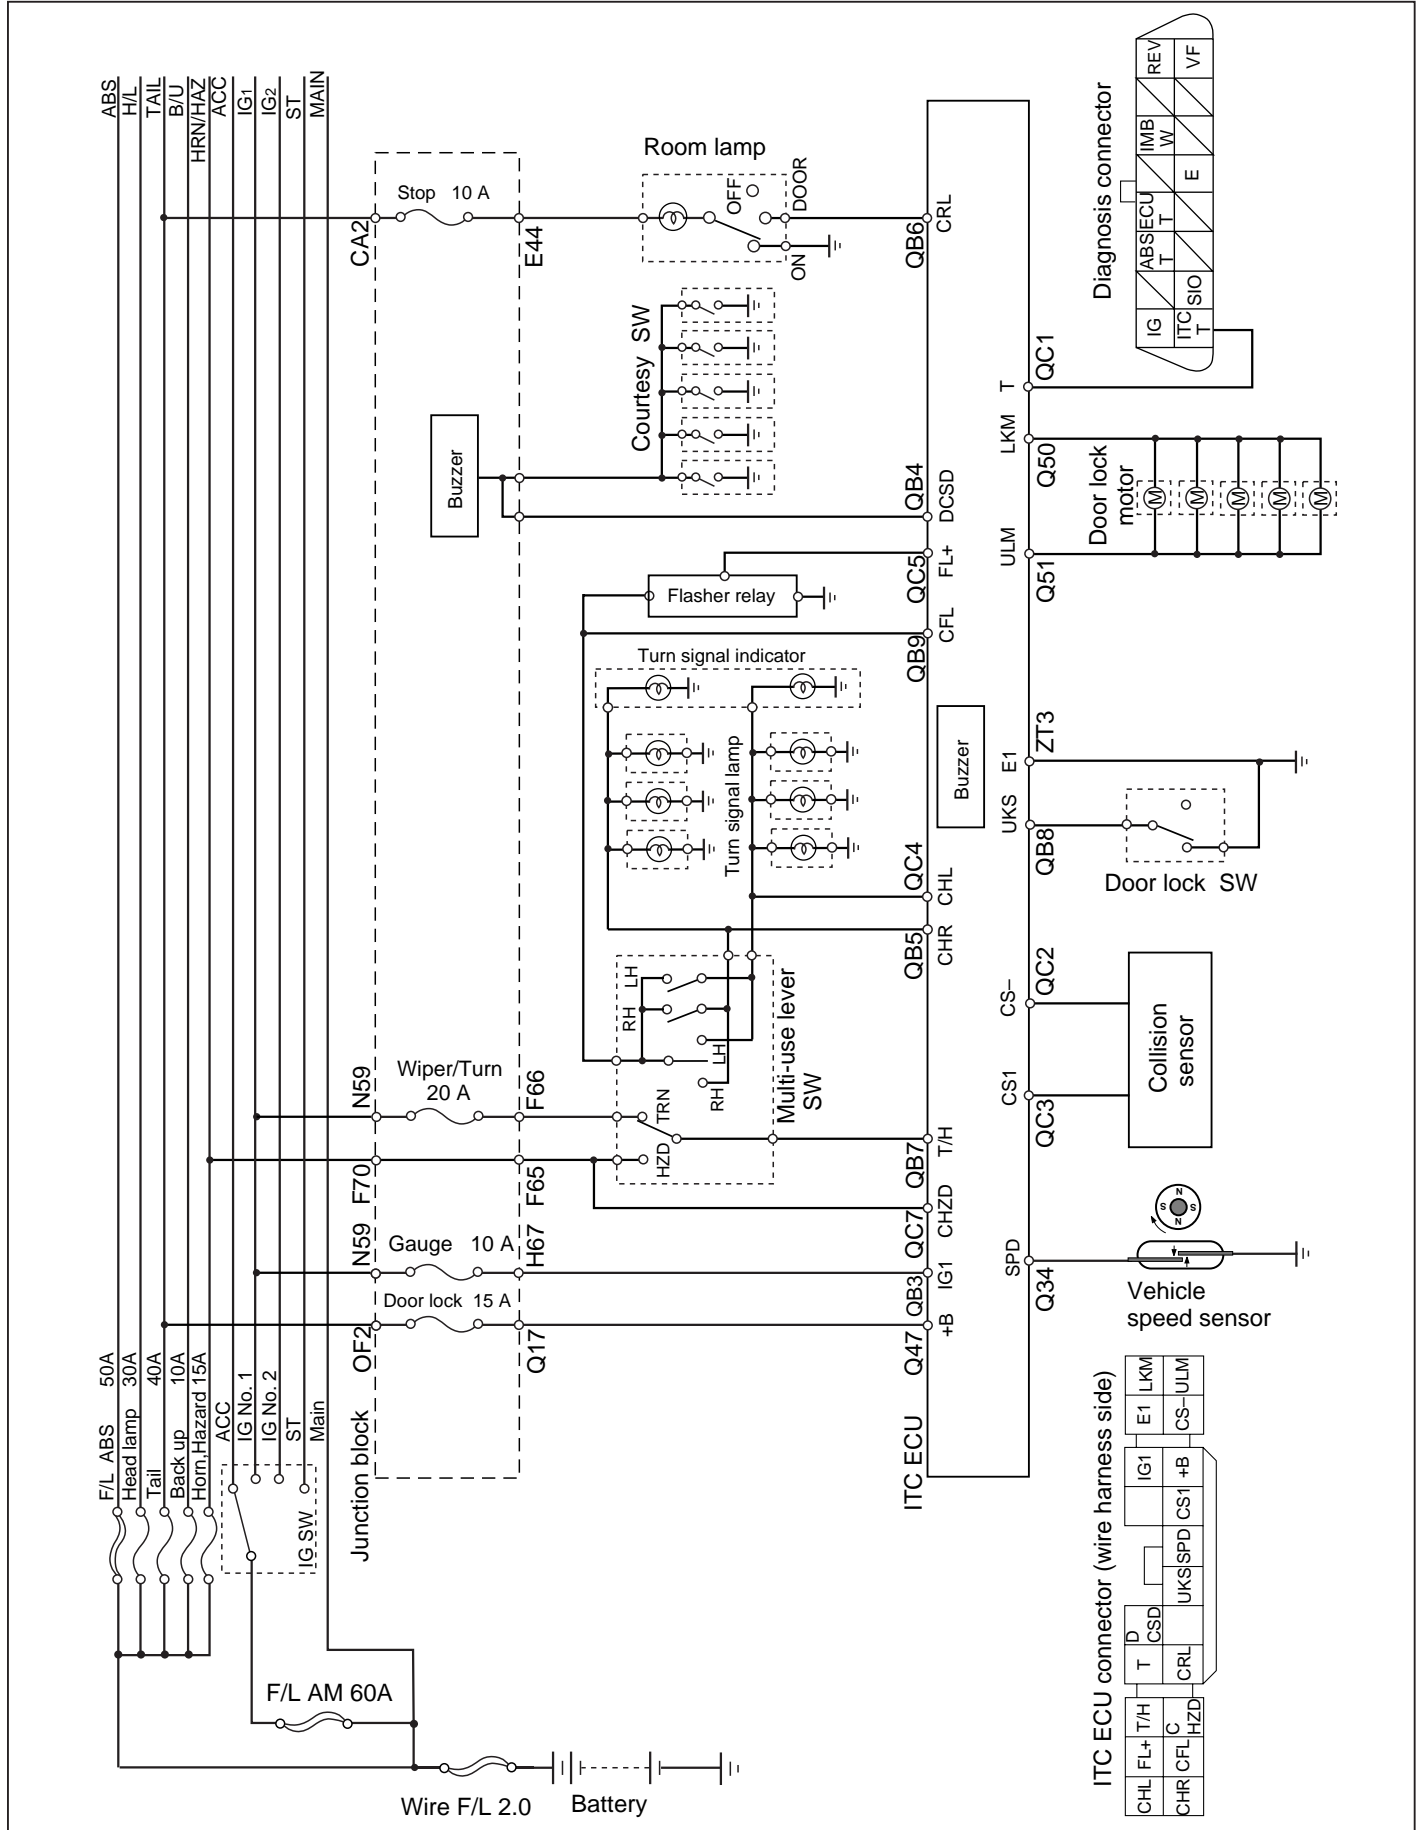 ABS
H/L
TAIL
B/U
HRN/HAZ
ACC
IG1
IG2
ST
MAIN
F/L ABS 50A
Head lamp 30A
Tail 40A
Back up 10A
Horn,Hazard 15A
ACC
IG No. 1
IG No. 2
ST
Main
IG SW
F/L AM 60A
Wire F/L 2.0
Battery
Junction block
Stop 10 A
CA2
E44
Room lamp
OFF
DOOR
ON
QB6
CRL
Courtesy SW
Buzzer
QB4
DCSD
QC5
FL+
Flasher relay
QB9
CFL
Turn signal indicator
Turn signal lamp
Buzzer
QC4
CHL
QB5
CHR
Wiper/Turn
20 A
N59
F66
LH
RH
LH
RH
TRN
HZD
Multi-use lever
SW
QB7
T/H
F70
F65
QC7
CHZD
N59
Gauge 10 A
H67
QB3
IG1
Door lock 15 A
OF2
Q17
Q47
+B
ITC ECU
Diagnosis connector
REV
VF
IMB
W
E
ECU
T
ABS
T
SIO
IG
ITC
T
T
QC1
LKM
Q50
Door lock
motor
M
M
M
M
M
ULM
Q51
E1
ZT3
UKS
QB8
Door lock SW
CS–
QC2
CS1
QC3
Collision
sensor
N
S
S
N
SPD
Q34
Vehicle
speed sensor
ITC ECU connector (wire harness side)
CHL
FL+
T/H
T
D
CSD
IG1
E1
LKM
CHR
CFL
C
HZD
CRL
UKS
SPD
CS1
+B
CS–
ULM